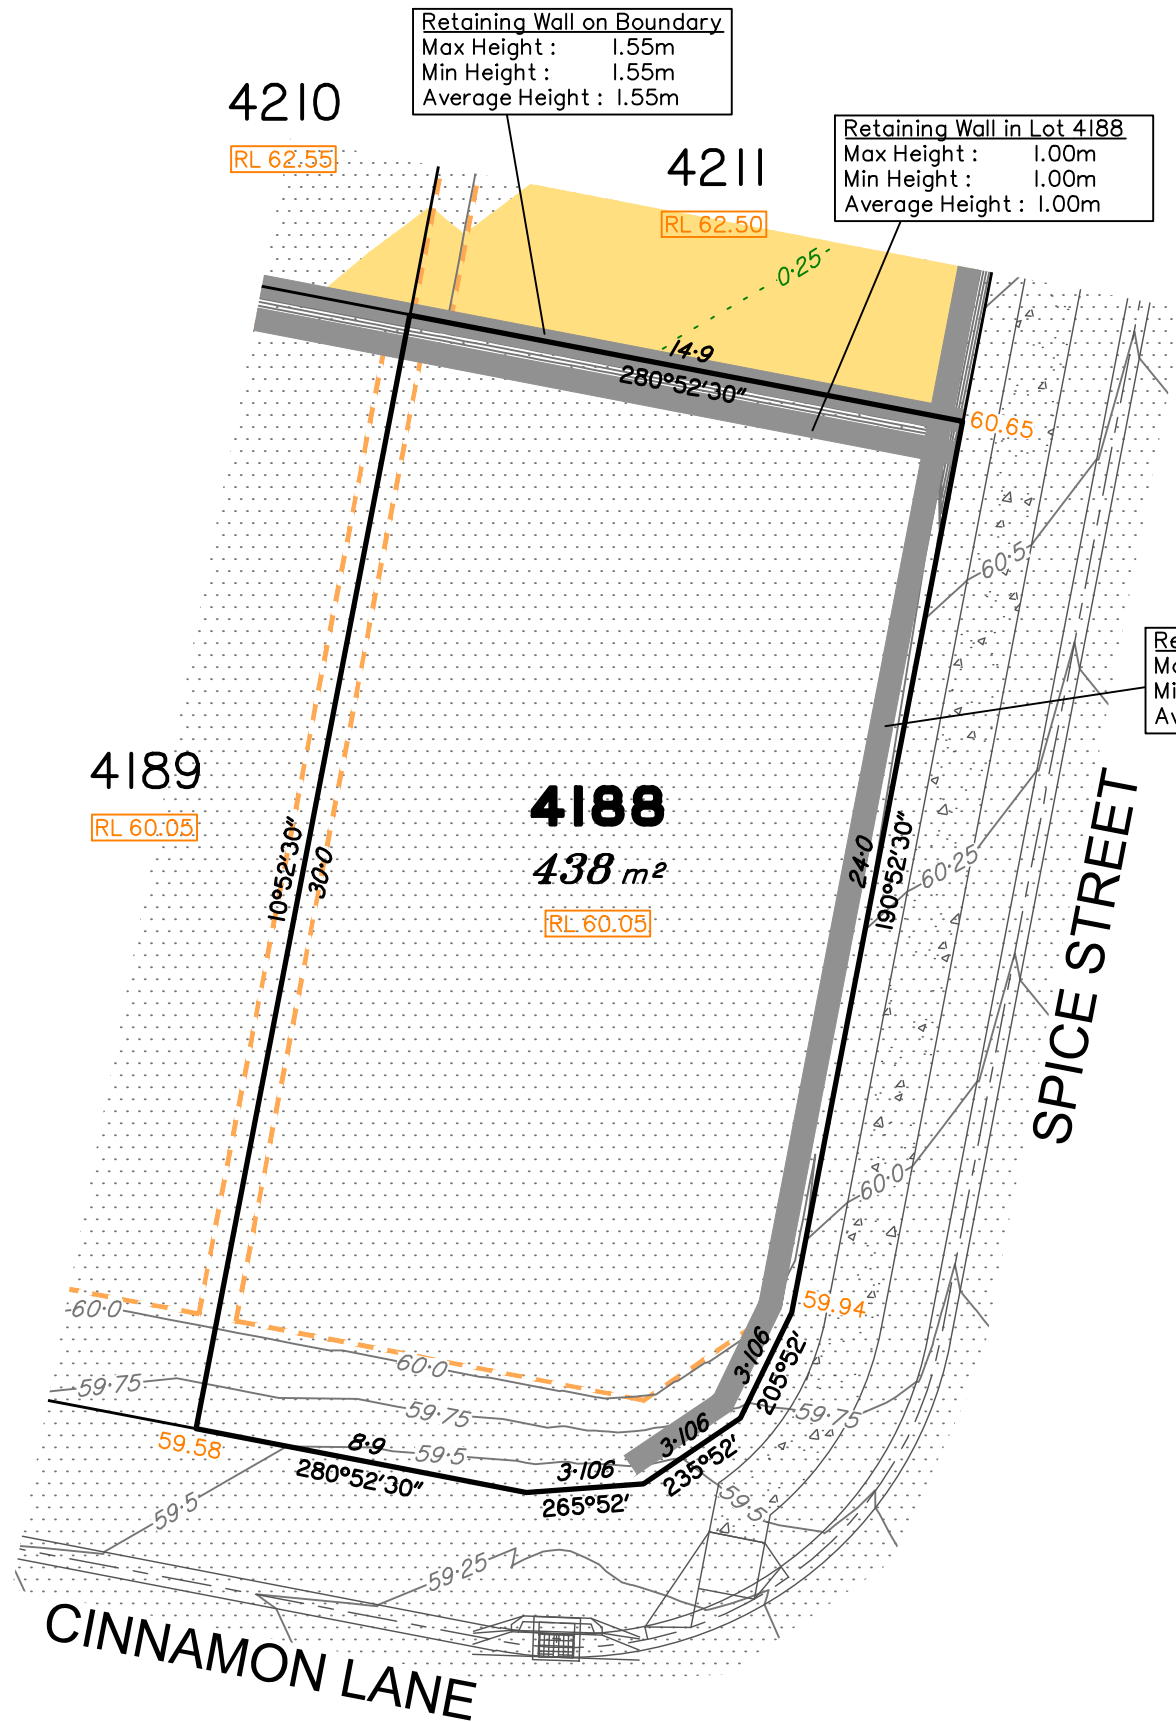 Retaining Wall on Boundary
Max Height : 1.55m
Min Height : 1.55m
Average Height : 1.55m
4210
RL 62.55
Retaining Wall in Lot 4188
Max Height : 1.00m
Min Height : 1.00m
Average Height : 1.00m
4211
RL 62.50
0·25
14·9
280°52'30"
60.65
60·5
4189
RL 60.05
10°52'30"
30·0
4188
438 m²
RL 60.05
24·0
190°52'30"
60·25
SPICE STREET
60·0
59.94
60·0
60·0
3·106
205°52'
59·75
59·75
59·75
59.58
8·9
280°52'30"
59·5
3·106
265°52'
3·106
235°52'
59·5
59·5
59·25
CINNAMON LANE